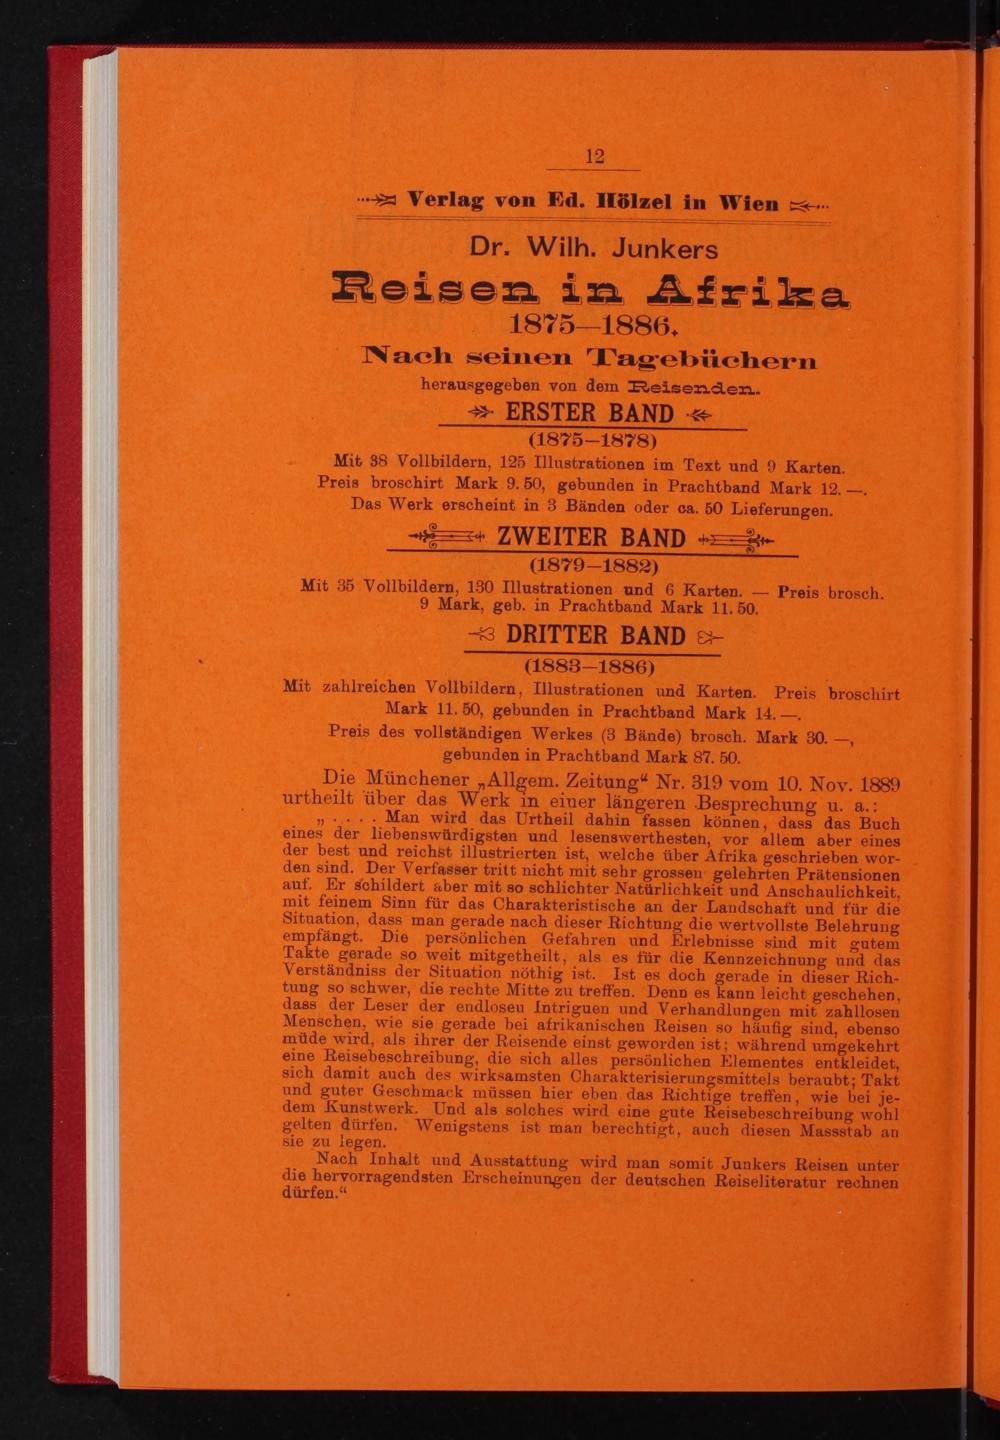 12
Verlag von Ed. Hölzel in Wien
Dr. Wilh. Junkers
Reisen in Afrika
1875—1886.
Nach seinen Tagebüchern
herausgegeben von dem Reisenden.
ERSTER BAND
(1875—1878)
Mit 38 Vollbildern, 125 Illustrationen im Text und 9 Karten.
Preis broschirt Mark 9.50, gebunden in Prachtband Mark 12.—.
Das Werk erscheint in 3 Bänden oder ca. 50 Lieferungen.
ZWEITER BAND
(1879—1882)
Mit 35 Vollbildern, 130 Illustrationen und 6 Karten. — Preis brosch.
9 Mark, geb. in Prachtband Mark 11.50.
DRITTER BAND
(1883—1886)
Mit zahlreichen Vollbildern, Illustrationen und Karten. Preis broschirt
Mark 11.50, gebunden in Prachtband Mark 14.—.
Preis des vollständigen Werkes (3 Bände) brosch. Mark 30.—,
gebunden in Prachtband Mark 37.50.
Die Münchener „Allgem. Zeitung“ Nr. 319 vom 10. Nov. 1889
urtheilt über das Werk in einer längeren Besprechung u. a.:
„ . . . . Man wird das Urtheil dahin fassen können, dass das Buch
eines der liebenswürdigsten und lesenswerthesten, vor allem aber eines
der best und reichst illustrierten ist, welche über Afrika geschrieben wor-
den sind. Der Verfasser tritt nicht mit sehr grossen gelehrten Prätensionen
auf. Er schildert aber mit so schlichter Natürlichkeit und Anschaulichkeit,
mit feinem Sinn für das Charakteristische an der Landschaft und für die
Situation, dass man gerade nach dieser Richtung die wertvollste Belehrung
empfängt. Die persönlichen Gefahren und Erlebnisse sind mit gutem
Takte gerade so weit mitgetheilt, als es für die Kennzeichnung und das
Verständniss der Situation nöthig ist. Ist es doch gerade in dieser Rich-
tung so schwer, die rechte Mitte zu treffen. Denn es kann leicht geschehen,
dass der Leser der endloseu Intriguen und Verhandlungen mit zahllosen
Menschen, wie sie gerade bei afrikanischen Reisen so häufig sind, ebenso
müde wird, als ihrer der Reisende einst geworden ist; während umgekehrt
eine Reisebeschreibung, die sich alles persönlichen Elementes entkleidet,
sich damit auch des wirksamsten Charakterisierungsmittels beraubt; Takt
und guter Geschmack müssen hier eben das Richtige treffen, wie bei je-
dem Kunstwerk. Und als solches wird eine gute Reisebeschreibung wohl
gelten dürfen. Wenigstens ist man berechtigt, auch diesen Massstab an
sie zu legen.
Nach Inhalt und Ausstattung wird man somit Junkers Reisen unter
die hervorragendsten Erscheinungen der deutschen Reiseliteratur rechnen
dürfen.“